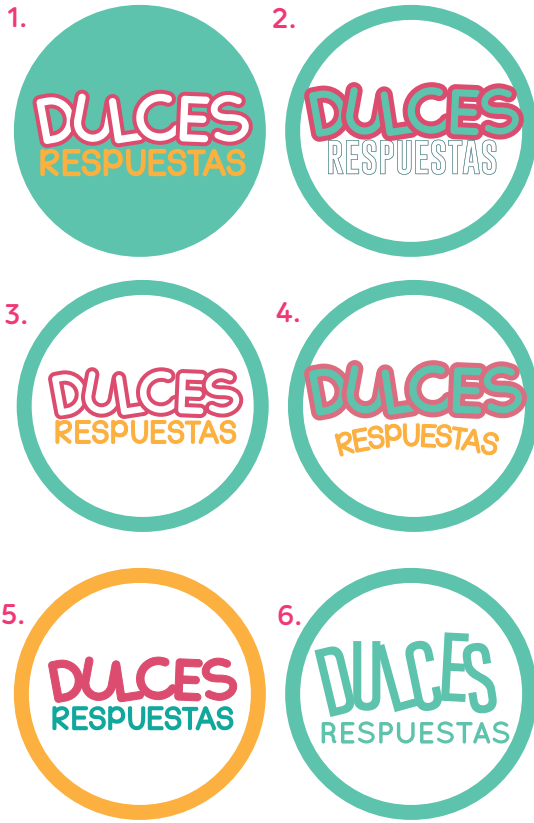 1.
DULCES
RESPUESTAS
2.
DULCES
RESPUESTAS
3.
DULCES
RESPUESTAS
4.
DULCES
RESPUESTAS
5.
DULCES
RESPUESTAS
6.
DULCES
RESPUESTAS